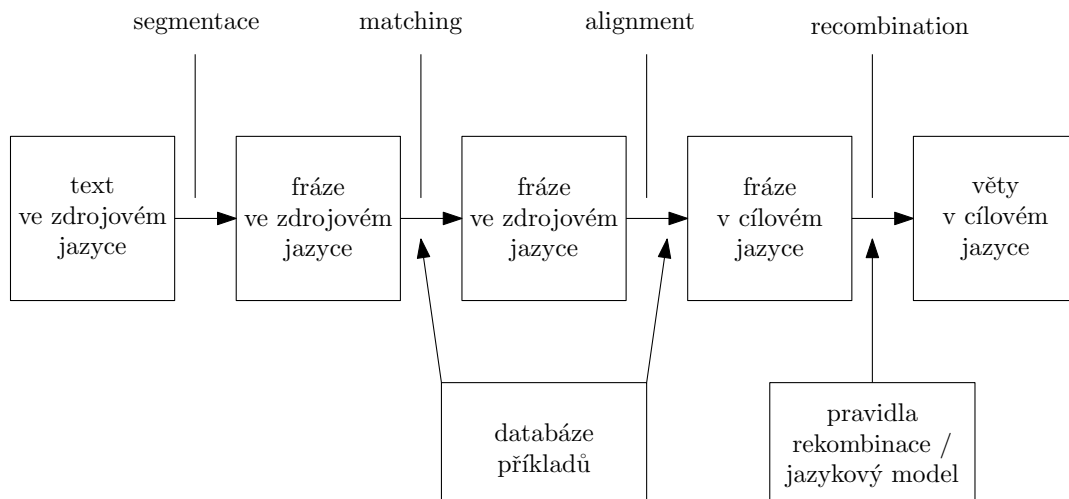 segmentace
matching
alignment
recombination
text
ve zdrojovém
jazyce
fráze
ve zdrojovém
jazyce
fráze
ve zdrojovém
jazyce
fráze
v cílovém
jazyce
věty
v cílovém
jazyce
databáze
příkladů
pravidla
rekombinace /
jazykový model